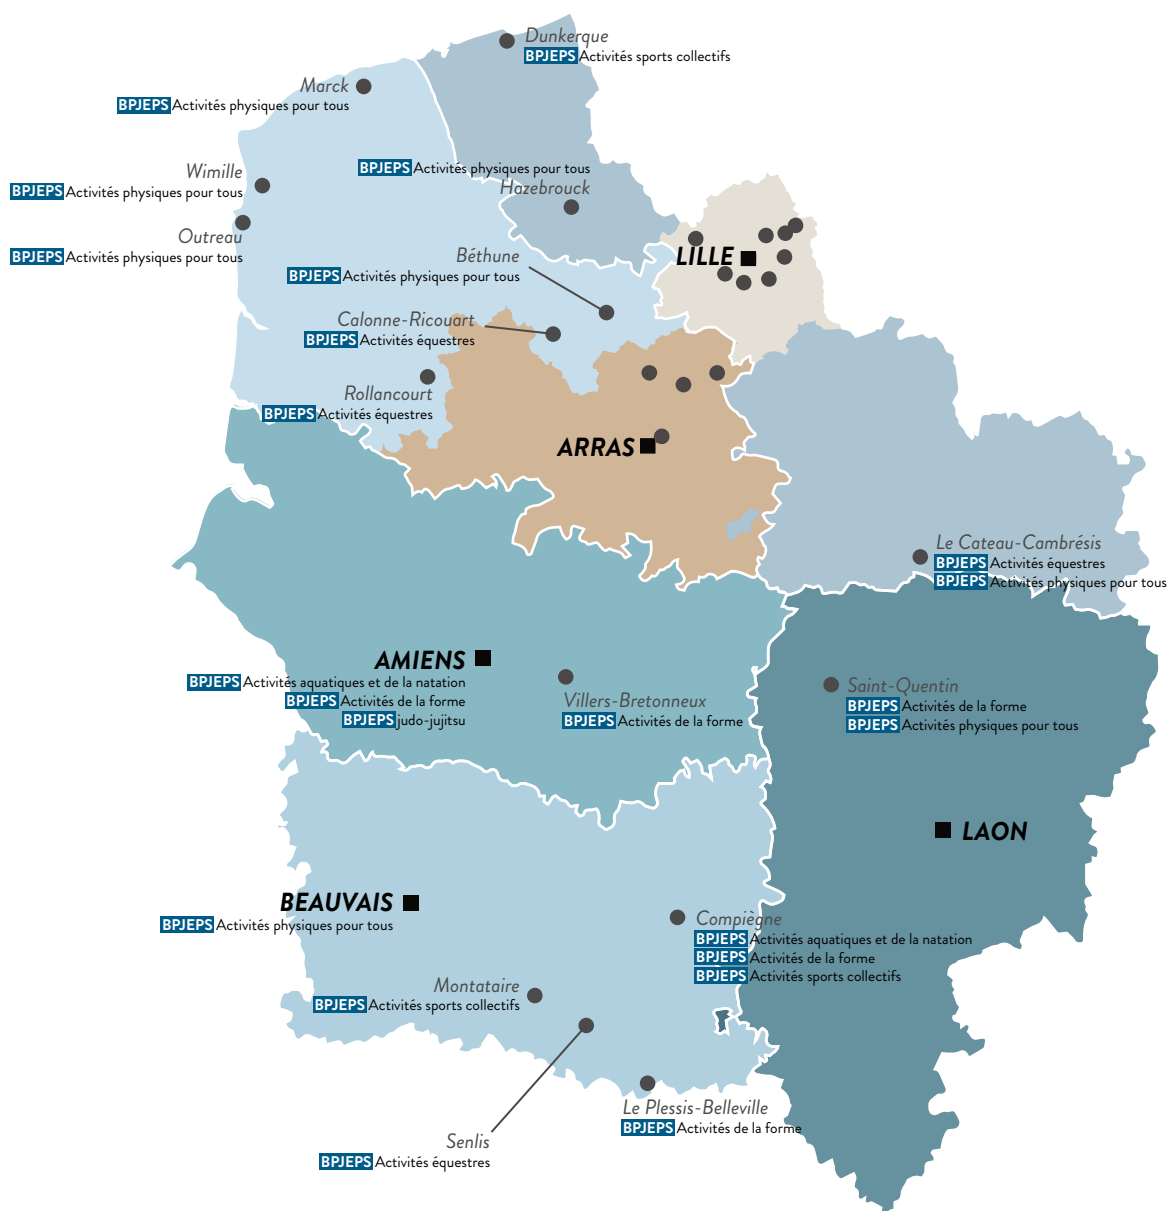 Dunkerque
BPJEPS Activités sports collectifs
Marck
BPJEPS Activités physiques pour tous
Wimille
BPJEPS Activités physiques pour tous
BPJEPS Activités physiques pour tous
Hazebrouck
Outreau
BPJEPS Activités physiques pour tous
Béthune
BPJEPS Activités physiques pour tous
LILLE
Calonne-Ricouart
BPJEPS Activités équestres
Rollancourt
BPJEPS Activités équestres
ARRAS
Le Cateau-Cambrésis
BPJEPS Activités équestres
BPJEPS Activités physiques pour tous
AMIENS
BPJEPS Activités aquatiques et de la natation
BPJEPS Activités de la forme
BPJEPS judo-jujitsu
Villers-Bretonneux
BPJEPS Activités de la forme
Saint-Quentin
BPJEPS Activités de la forme
BPJEPS Activités physiques pour tous
LAON
BEAUVAIS
BPJEPS Activités physiques pour tous
Compiègne
BPJEPS Activités aquatiques et de la natation
BPJEPS Activités de la forme
BPJEPS Activités sports collectifs
Montataire
BPJEPS Activités sports collectifs
Le Plessis-Belleville
BPJEPS Activités de la forme
Senlis
BPJEPS Activités équestres